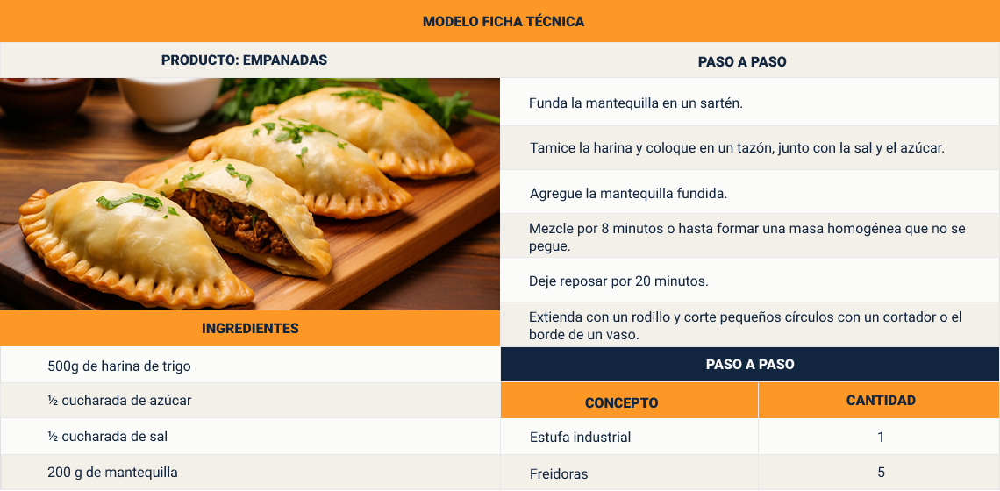 MODELO FICHA TÉCNICA
PRODUCTO: EMPANADAS
INGREDIENTES
500g de harina de trigo
½ cucharada de azúcar
½ cucharada de sal
200 g de mantequilla
PASO A PASO
Funda la mantequilla en un sartén.
Tamice la harina y coloque en un tazón, junto con la sal y el azúcar.
Agregue la mantequilla fundida.
Mezcle por 8 minutos o hasta formar una masa homogénea que no se
pegue.
Deje reposar por 20 minutos.
Extienda con un rodillo y corte pequeños círculos con un cortador o el
borde de un vaso.
PASO A PASO
CONCEPTO CANTIDAD
Estufa industrial 1
Freidoras 5